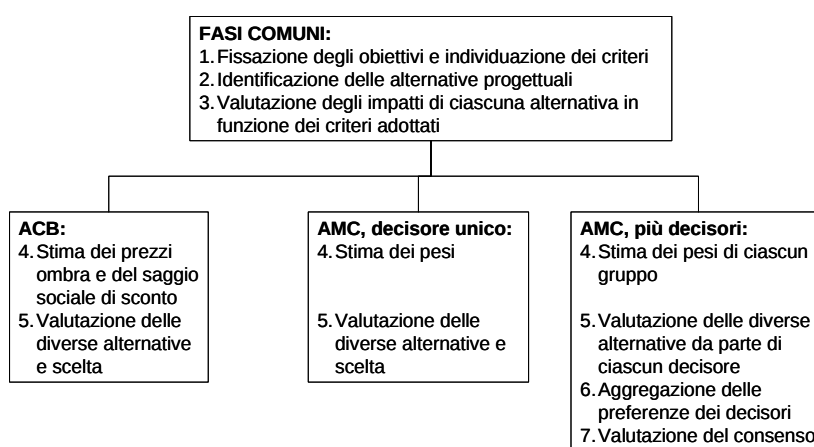 FASI COMUNI:
1. Fissazione degli obiettivi e individuazione dei criteri
2. Identificazione delle alternative progettuali
3. Valutazione degli impatti di ciascuna alternativa in
funzione dei criteri adottati
ACB:
4. Stima dei prezzi
ombra e del saggio
sociale di sconto
5. Valutazione delle
diverse alternative
e scelta
AMC, decisore unico:
4. Stima dei pesi
5. Valutazione delle
diverse alternative e
scelta
AMC, più decisori:
4. Stima dei pesi di ciascun
gruppo
5. Valutazione delle diverse
alternative da parte di
ciascun decisore
6. Aggregazione delle
preferenze dei decisori
7. Valutazione del consenso